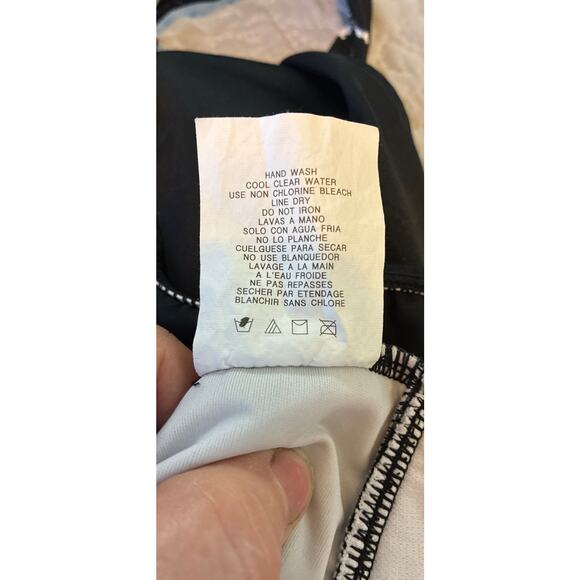 HAND WASH
COOL CLEAR WATER
USE NON CHLORINE BLEACH
LINE DRY
DO NOT IRON
LAVAS A MANO
SOLO CON AGUA FRIA
NO LO PLANCHE
CUELGUESE PARA SECAR
NO USE BLANQUEDOR
LAVAGE A LA MAIN
A L'EAU FROIDE
NE PAS REPASSES
SECHER PAR ETENDAGE
BLANCHIR SANS CHLORE